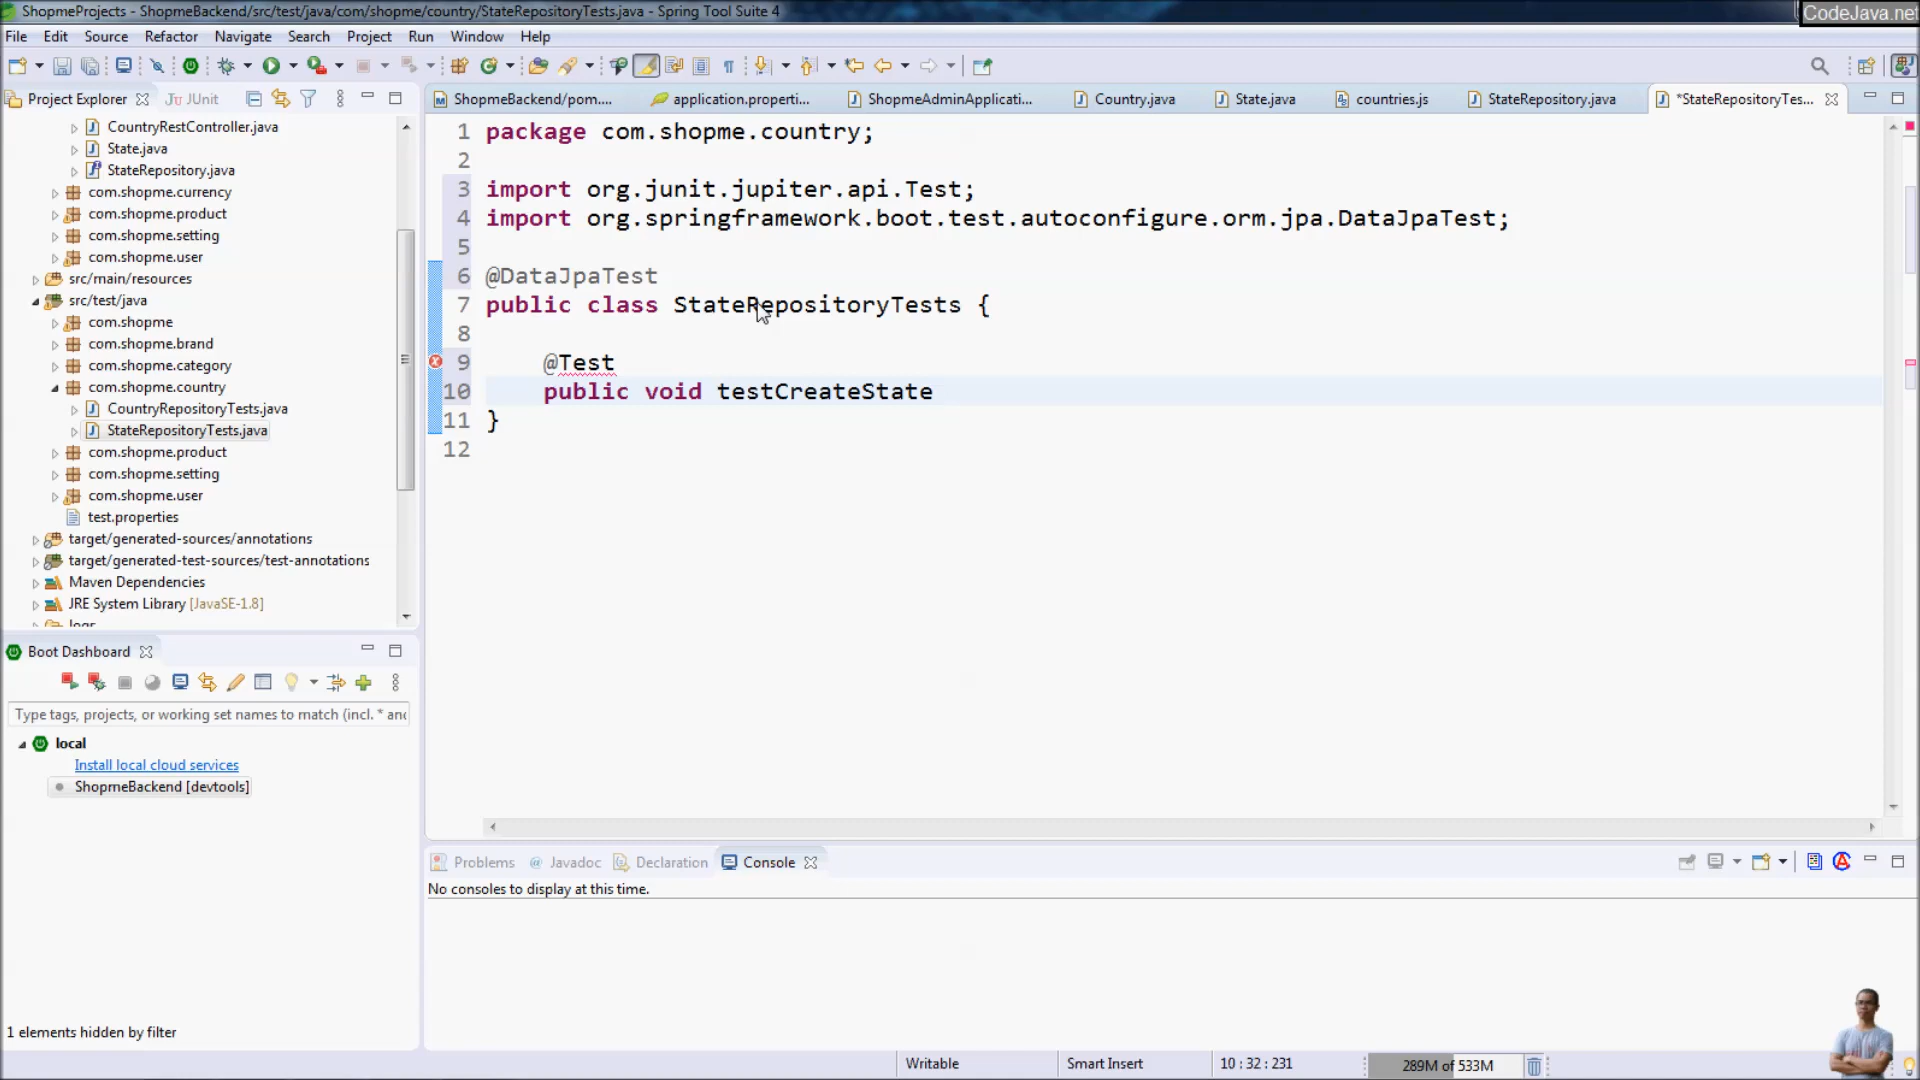 ShopmeProjects - ShopmeBackend/src/test/java/com/shopme/country/StateRepositoryTests.java - Spring Tool Suite 4
CodeJava.net
File Edit Source Refactor Navigate Search Project Run Window Help
Project Explorer JUnit
ShopmeBackend/pom.... application.properti... ShopmeAdminApplicati... Country.java State.java countries.js StateRepository.java *StateRepositoryTes...
CountryRestController.java
State.java
StateRepository.java
com.shopme.currency
com.shopme.product
com.shopme.setting
com.shopme.user
src/main/resources
src/test/java
com.shopme
com.shopme.brand
com.shopme.category
com.shopme.country
CountryRepositoryTests.java
StateRepositoryTests.java
com.shopme.product
com.shopme.setting
com.shopme.user
test.properties
target/generated-sources/annotations
target/generated-test-sources/test-annotations
Maven Dependencies
JRE System Library [JavaSE-1.8]
logs
1 package com.shopme.country;
2
3 import org.junit.jupiter.api.Test;
4 import org.springframework.boot.test.autoconfigure.orm.jpa.DataJpaTest;
5
6 @DataJpaTest
7 public class StateRepositoryTests {
8
9 @Test
10 public void testCreateState
11 }
12
Boot Dashboard
Type tags, projects, or working set names to match (incl. * and
local
Install local cloud services
ShopmeBackend [devtools]
1 elements hidden by filter
Problems Javadoc Declaration Console
No consoles to display at this time.
Writable Smart Insert 10 : 32 : 231 289M of 533M